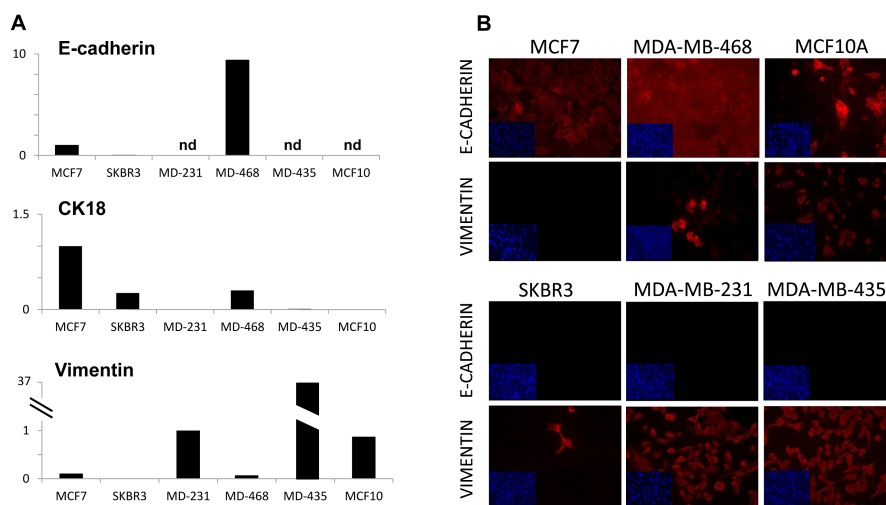 A
E-cadherin
10
0
nd nd nd
MCF7 SKBR3 MD-231 MD-468 MD-435 MCF10
CK18
1.5
0
MCF7 SKBR3 MD-231 MD-468 MD-435 MCF10
Vimentin
37
1
0
MCF7 SKBR3 MD-231 MD-468 MD-435 MCF10
B
MCF7 MDA-MB-468 MCF10A
E-CADHERIN
VIMENTIN
SKBR3 MDA-MB-231 MDA-MB-435
E-CADHERIN
VIMENTIN